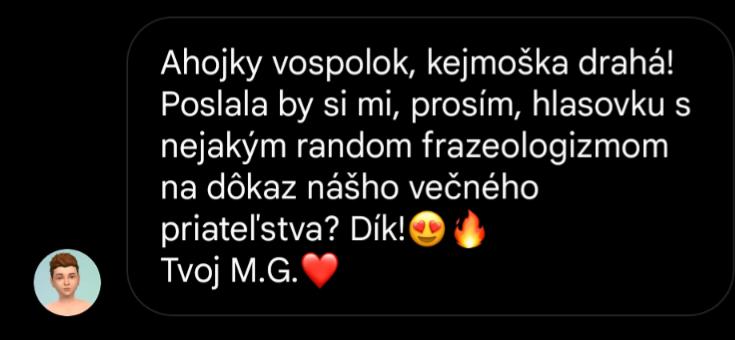 Ahojky vospolok, kejmoška drahá!
Poslala by si mi, prosím, hlasovku s
nejakým random frazeologizmom
na dôkaz nášho večného
priateľstva? Dík!😍🔥
Tvoj M.G.❤️